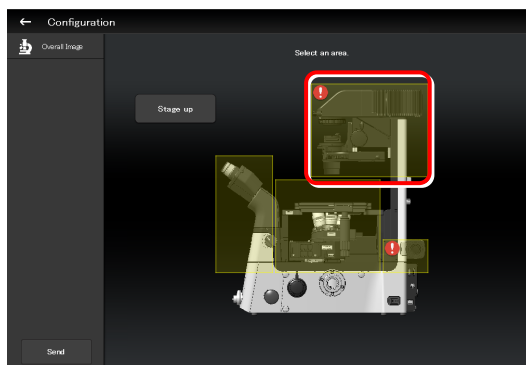 Configuration
Overall Image
Select an area.
Stage up
Send